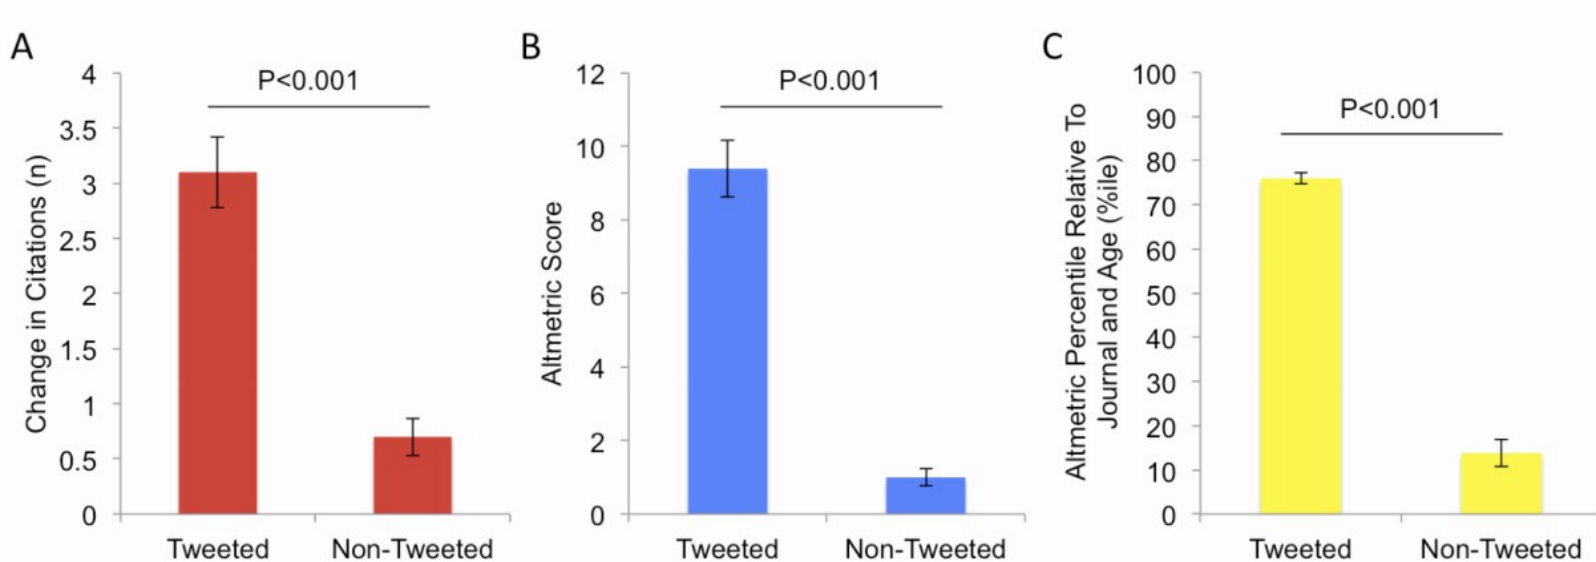 A
Change in Citations (n)
4
3.5
3
2.5
2
1.5
1
0.5
0
P<0.001
Tweeted
Non-Tweeted
B
Altmetric Score
12
10
8
6
4
2
0
P<0.001
Tweeted
Non-Tweeted
C
Altmetric Percentile Relative To
Journal and Age (%ile)
100
90
80
70
60
50
40
30
20
10
0
P<0.001
Tweeted
Non-Tweeted